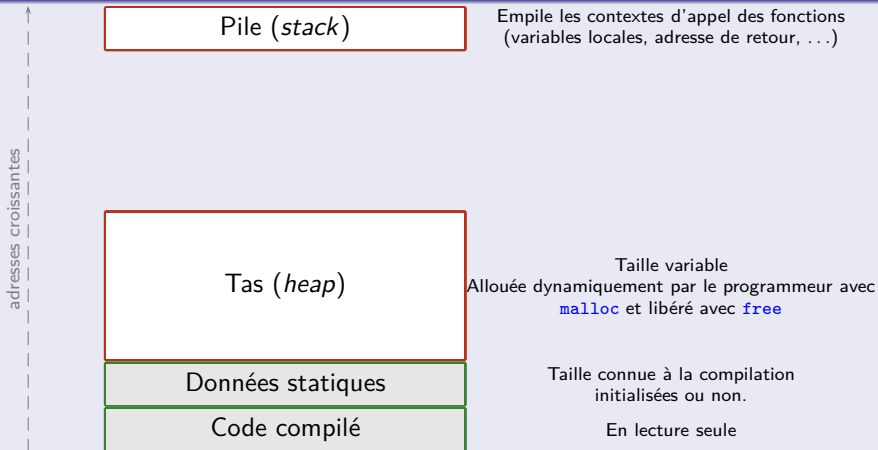 Pile (stack)
Empile les contextes d'appel des fonctions
(variables locales, adresse de retour, ...)
adresses croissantes
Tas (heap)
Taille variable
Allouée dynamiquement par le programmeur avec
malloc et libéré avec free
Données statiques
Taille connue à la compilation
initialisées ou non.
Code compilé
En lecture seule